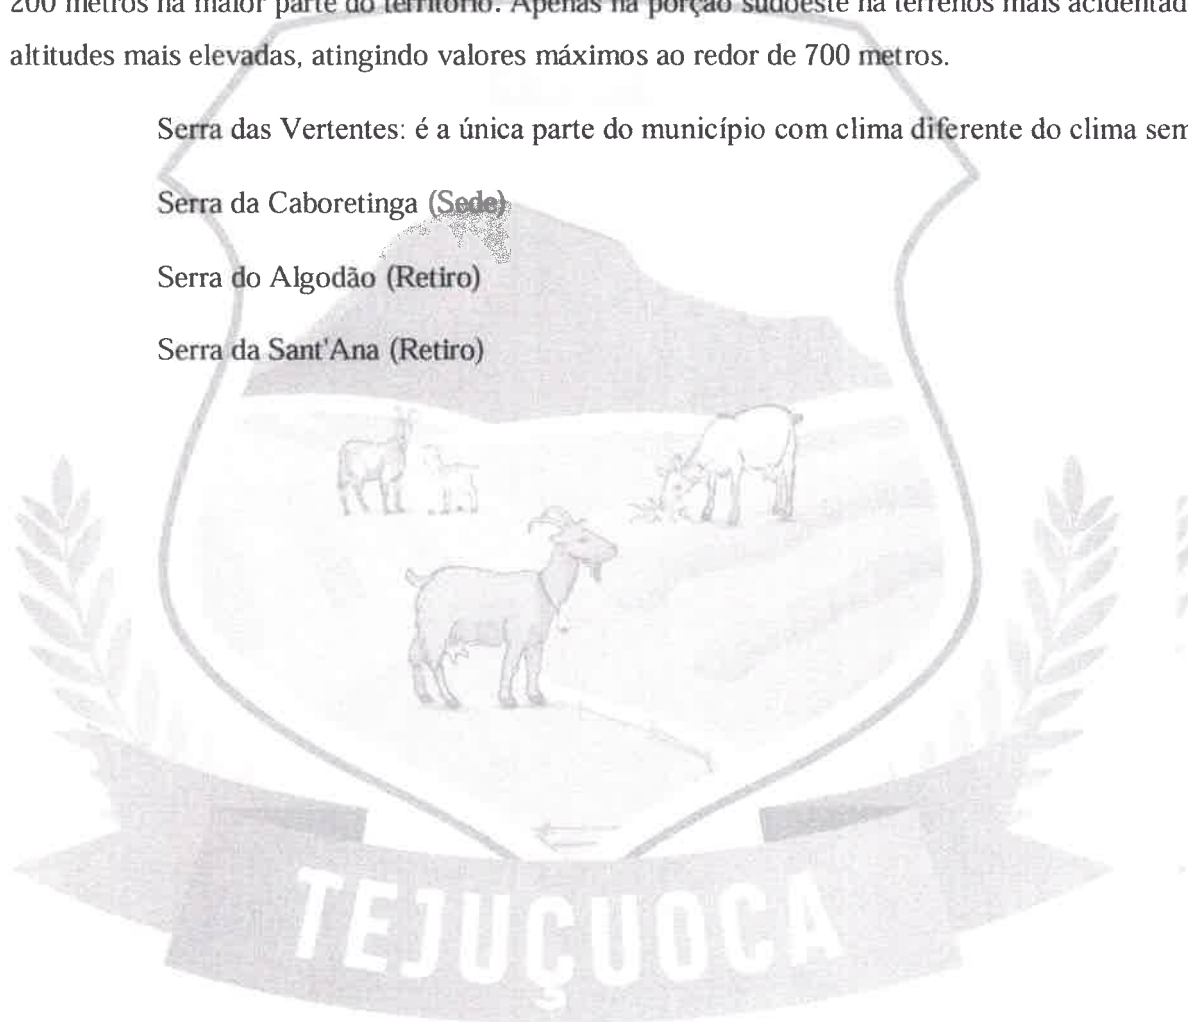 200 metros na maior parte do território. Apenas na porção sudoeste há terrenos mais
altitudes mais elevadas, atingindo valores máximos ao redor de 700 metros.
Serra das Vertentes: é a única parte do município com clima diferente do clima
Serra da Caboretinga (Sede)
Serra do Algodão (Retiro)
Serra da Sant'Ana (Retiro)
TEJUÇUOCA